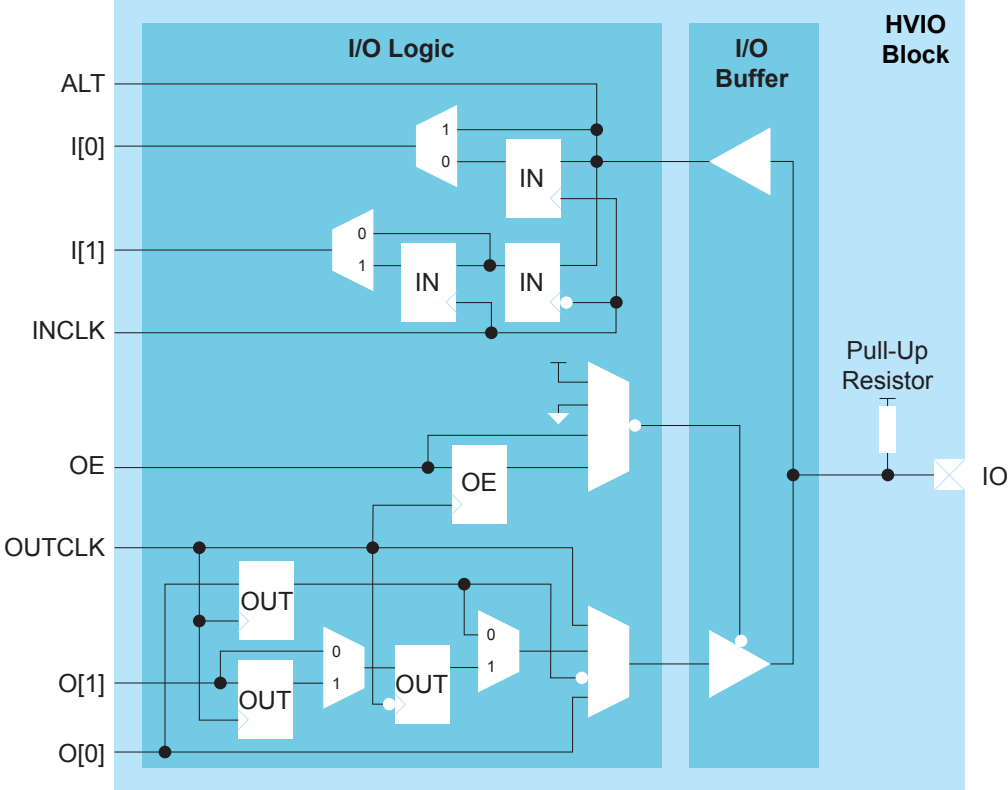 HVIO
Block
I/O Logic
I/O
Buffer
ALT
I[0]
1
0
IN
I[1]
0
1
IN
IN
INCLK
Pull-Up
Resistor
OE
OE
IO
OUTCLK
OUT
0
1
0
1
O[1]
OUT
OUT
O[0]